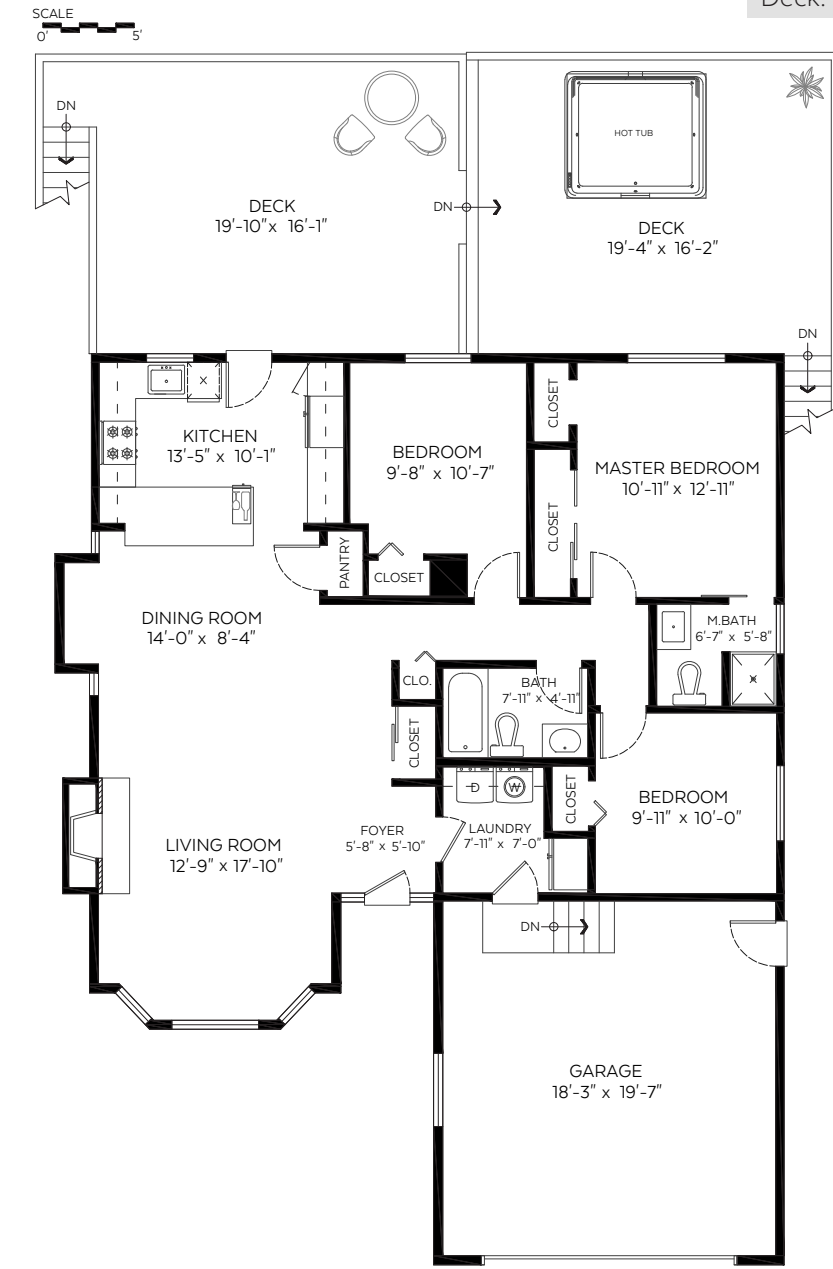 Deck:
SCALE
0' 5'
DN
HOT TUB
DECK
19'-10" x 16'-1"
DN
DECK
19'-4" x 16'-2"
DN
X
KITCHEN
13'-5" x 10'-1"
BEDROOM
9'-8" x 10'-7"
CLOSET
MASTER BEDROOM
10'-11" x 12'-11"
CLOSET
PANTRY
CLOSET
DINING ROOM
14'-0" x 8'-4"
M.BATH
6'-7" x 5'-8"
CLO.
BATH
7'-11" x 4'-11"
CLOSET
D
W
CLOSET
BEDROOM
9'-11" x 10'-0"
LIVING ROOM
12'-9" x 17'-10"
FOYER
5'-8" x 5'-10"
LAUNDRY
7'-11" x 7'-0"
DN
GARAGE
18'-3" x 19'-7"